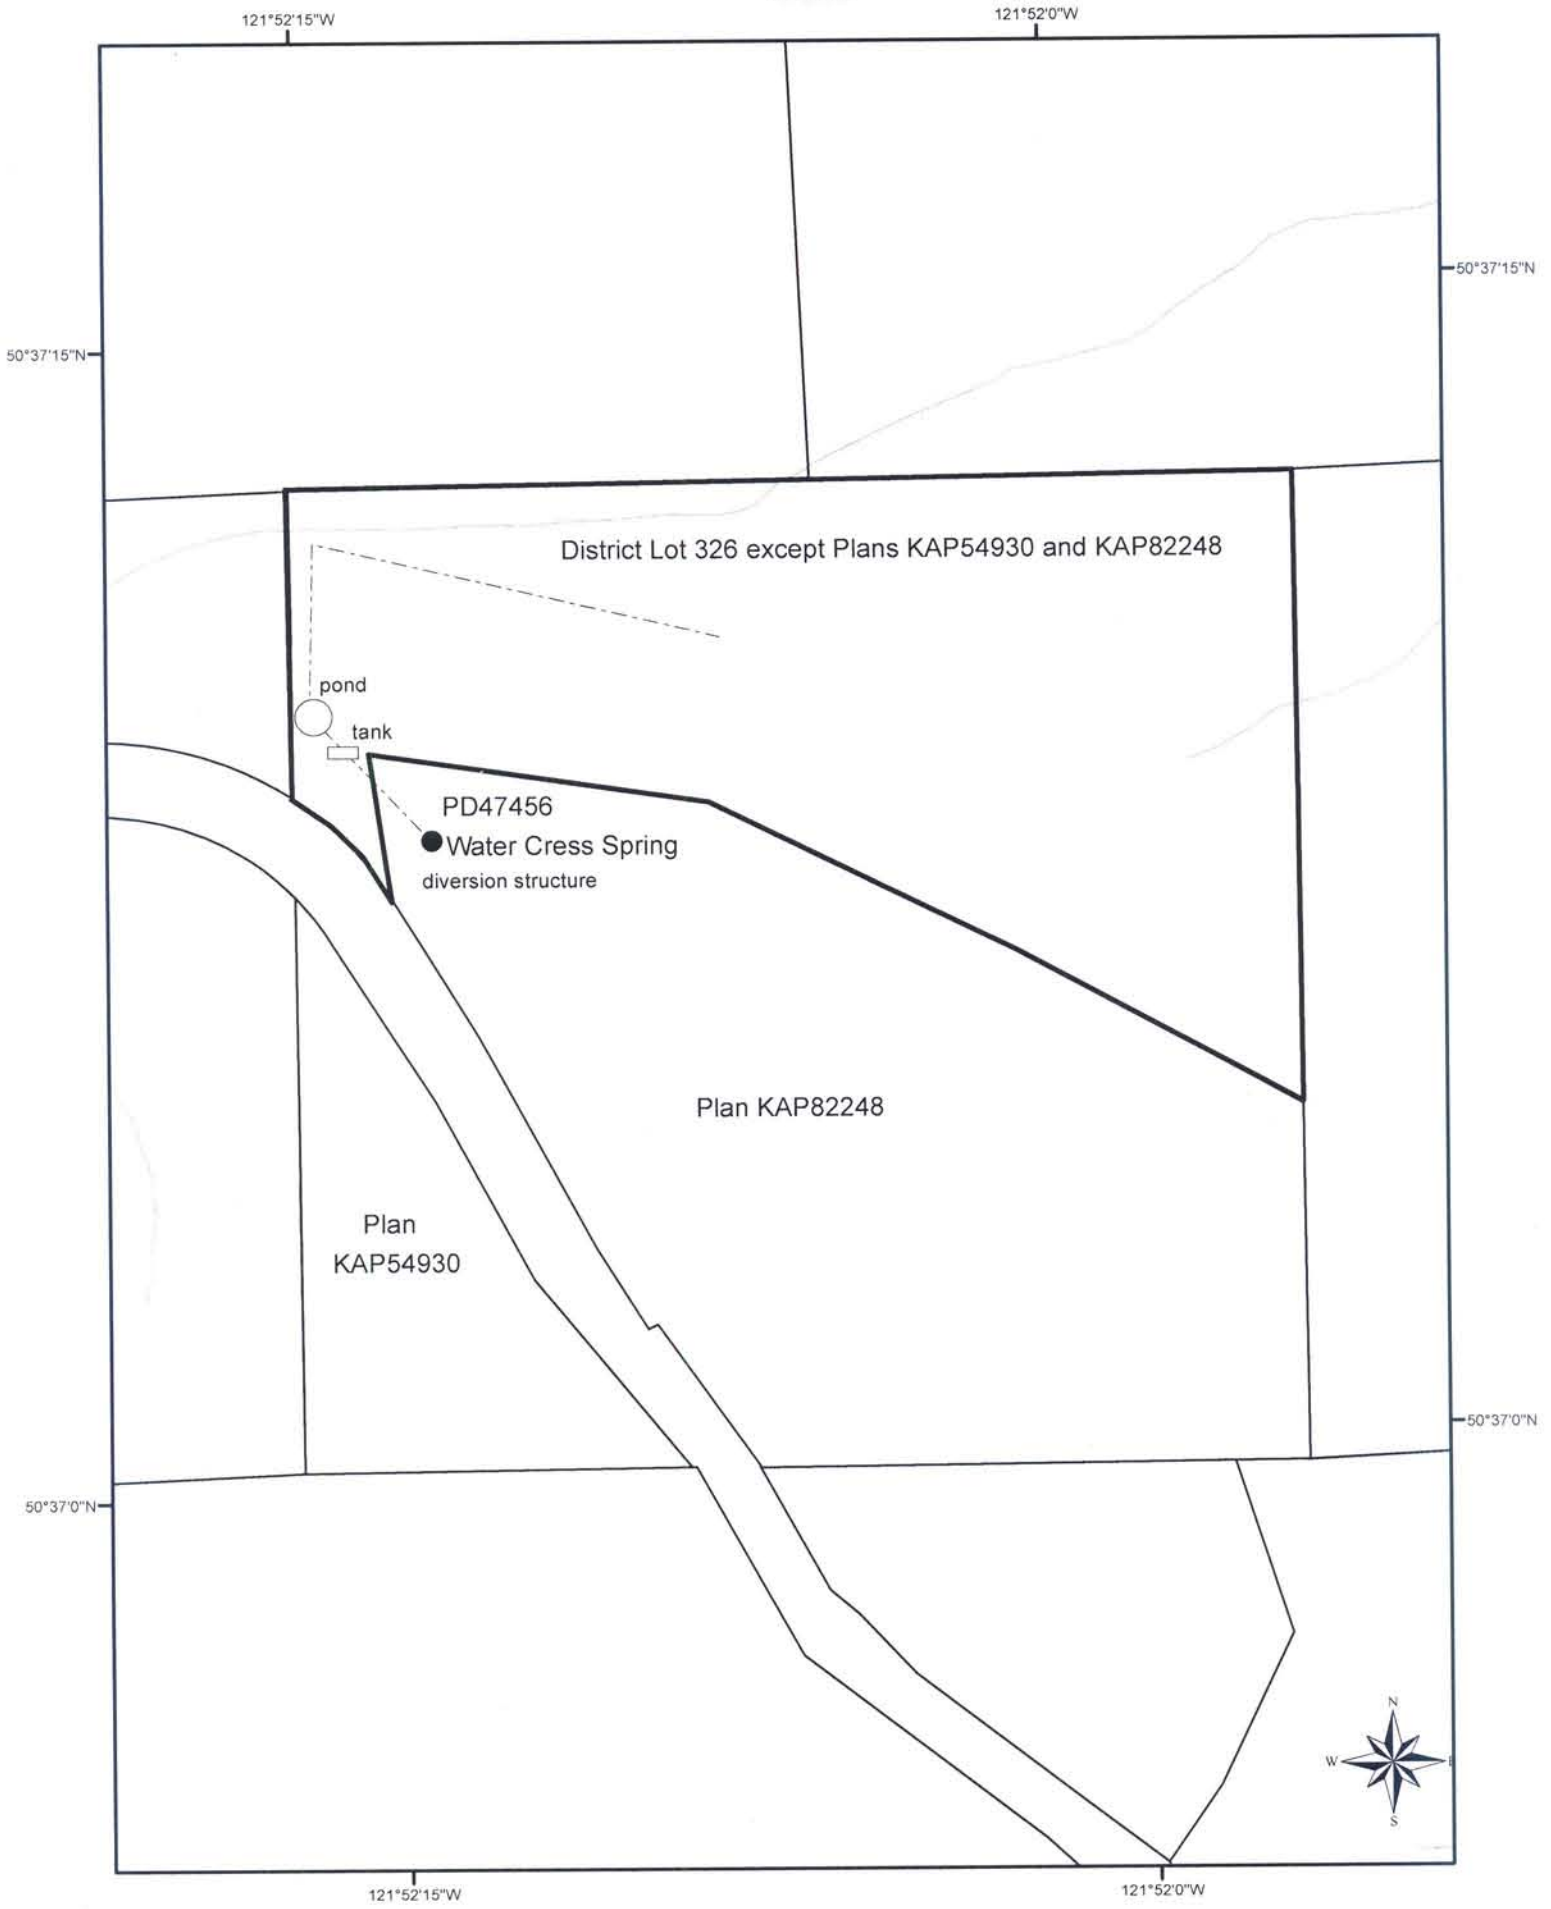 121°52'15"W
121°52'0"W
50°37'15"N
50°37'15"N
District Lot 326 except Plans KAP54930 and KAP82248
pond
tank
PD47456
Water Cress Spring
diversion structure
Plan KAP82248
Plan
KAP54930
50°37'0"N
50°37'0"N
N
W
S
121°52'15"W
121°52'0"W